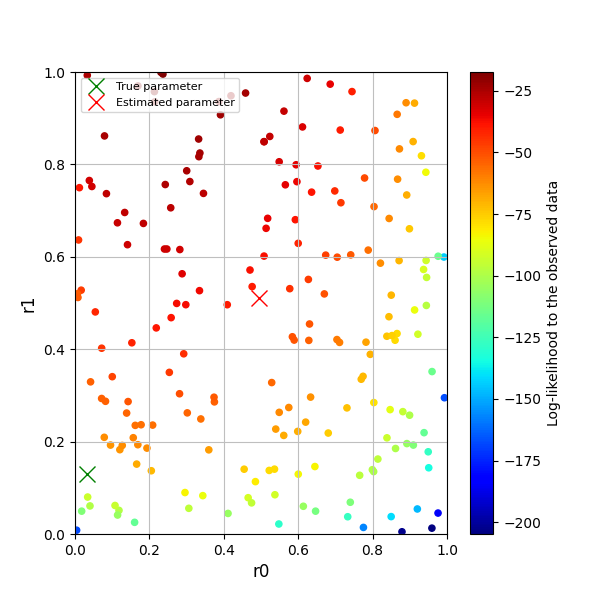 True parameter
Estimated parameter
1.0
0.8
0.6
0.4
0.2
0.0
r1
0.0 0.2 0.4 0.6 0.8 1.0
r0
−25
−50
−75
−100
−125
−150
−175
−200
Log-likelihood to the observed data